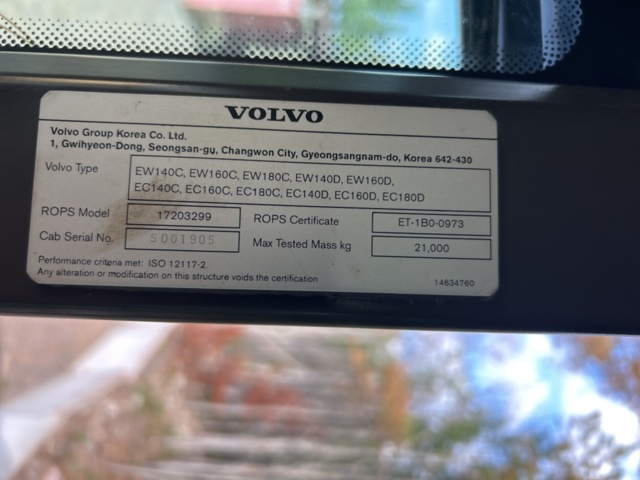 VOLVO
Volvo Group Korea Co. Ltd.
1, Gwihyeon-Dong, Seongsan-gu, Changwon City, Gyeongsangnam-do, Korea 642-430
Volvo Type EW140C, EW160C, EW180C, EW140D, EW160D,
EC140C, EC160C, EC180C, EC140D, EC160D, EC180D
ROPS Model 17203299 ROPS Certificate ET-1B0-0973
Cab Serial No. S001905 Max Tested Mass kg 21,000
Performance criteria met: ISO 12117-2
Any alteration or modification on this structure voids the certification 14634760